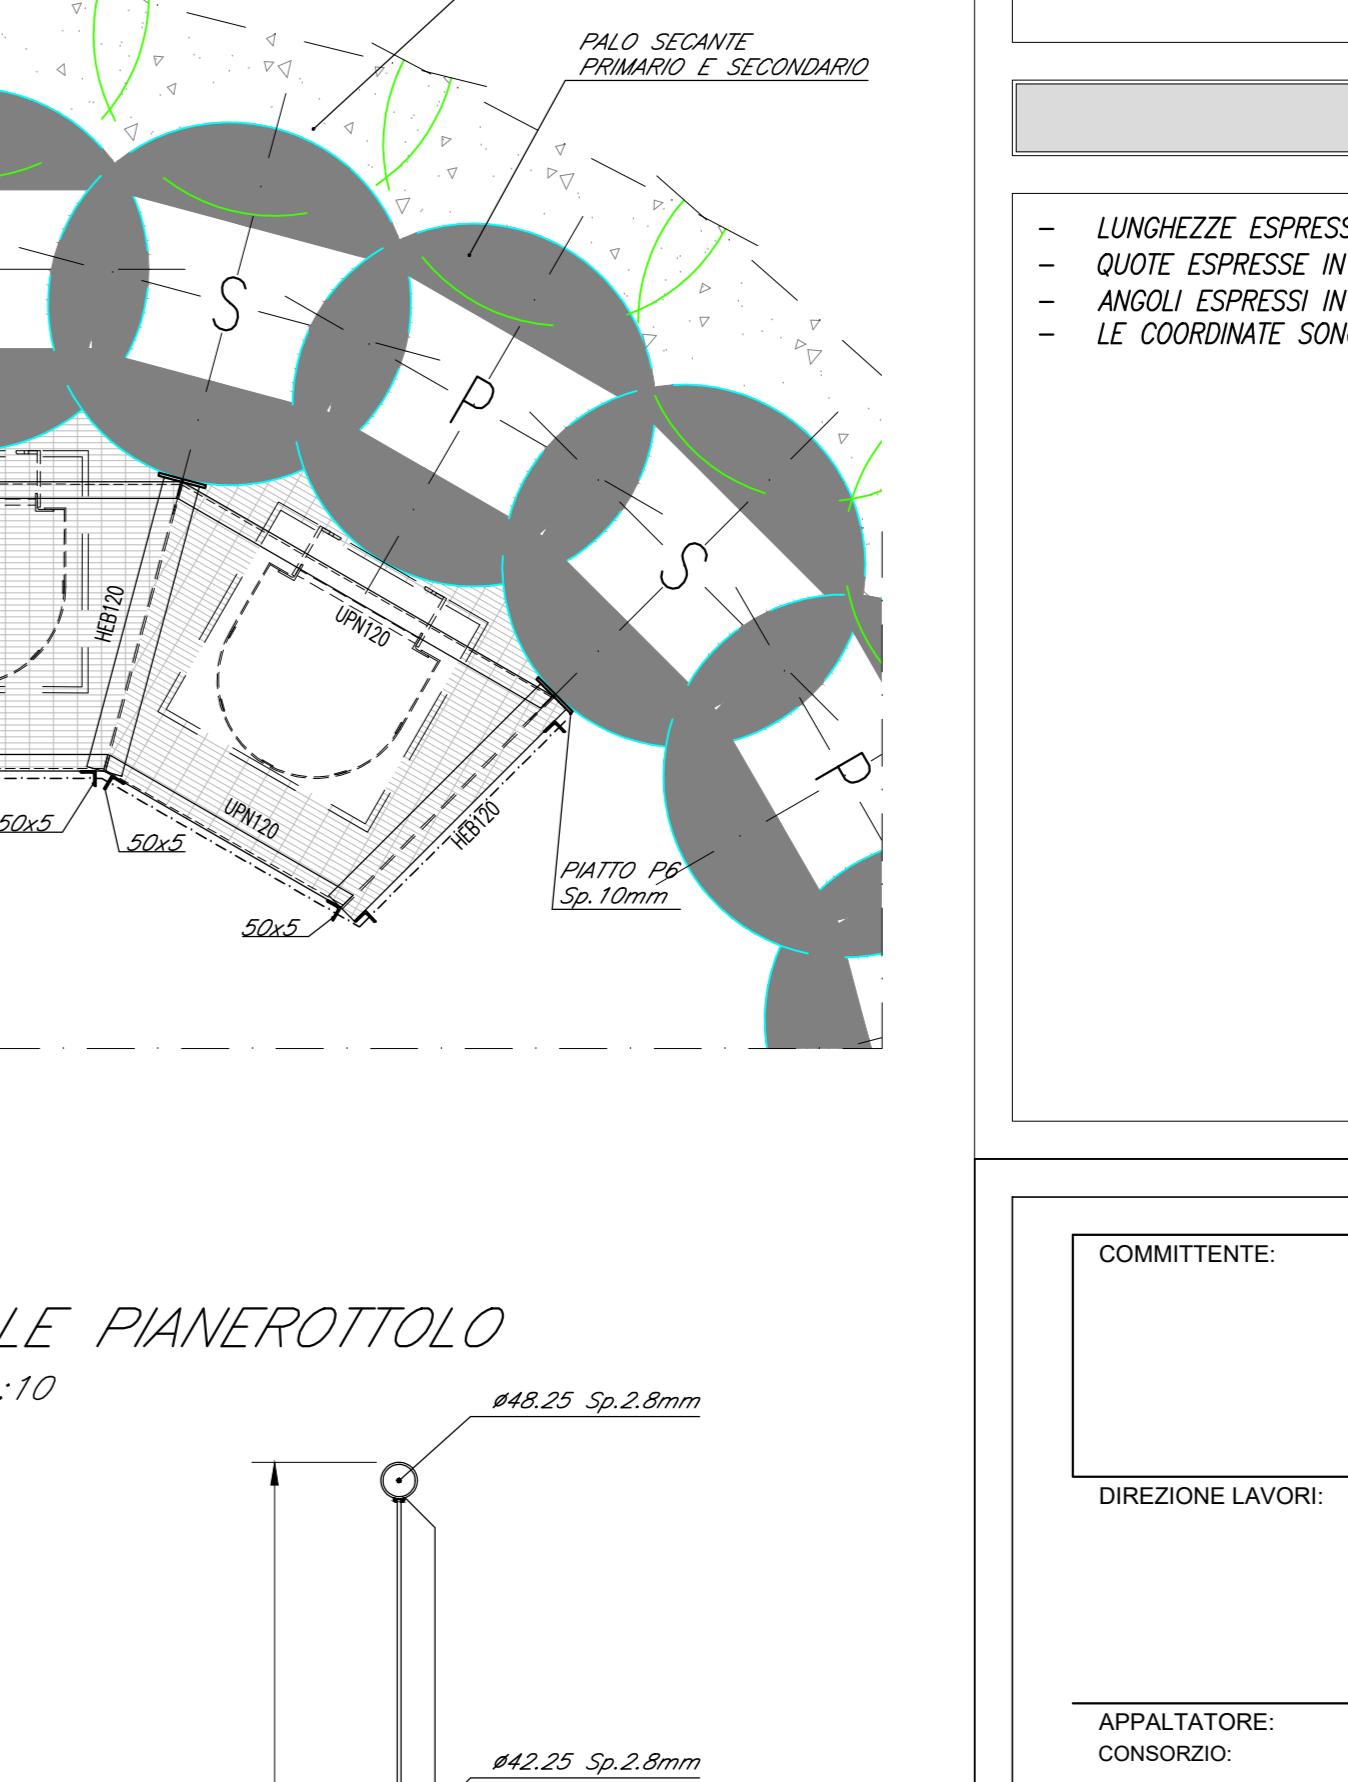 PALO SECANTE
PRIMARIO E SECONDARIO
S
P
S
P
HEB120
UPN120
UPN120
HEB120
50x5
50x5
50x5
PIATTO P6
Sp.10mm
LE PIANEROTTOLO
:10
ø48.25 Sp.2.8mm
ø42.25 Sp.2.8mm
- LUNGHEZZE ESPRESS
- QUOTE ESPRESSE IN
- ANGOLI ESPRESSI IN
- LE COORDINATE SON
COMMITTENTE:
DIREZIONE LAVORI:
APPALTATORE:
CONSORZIO: